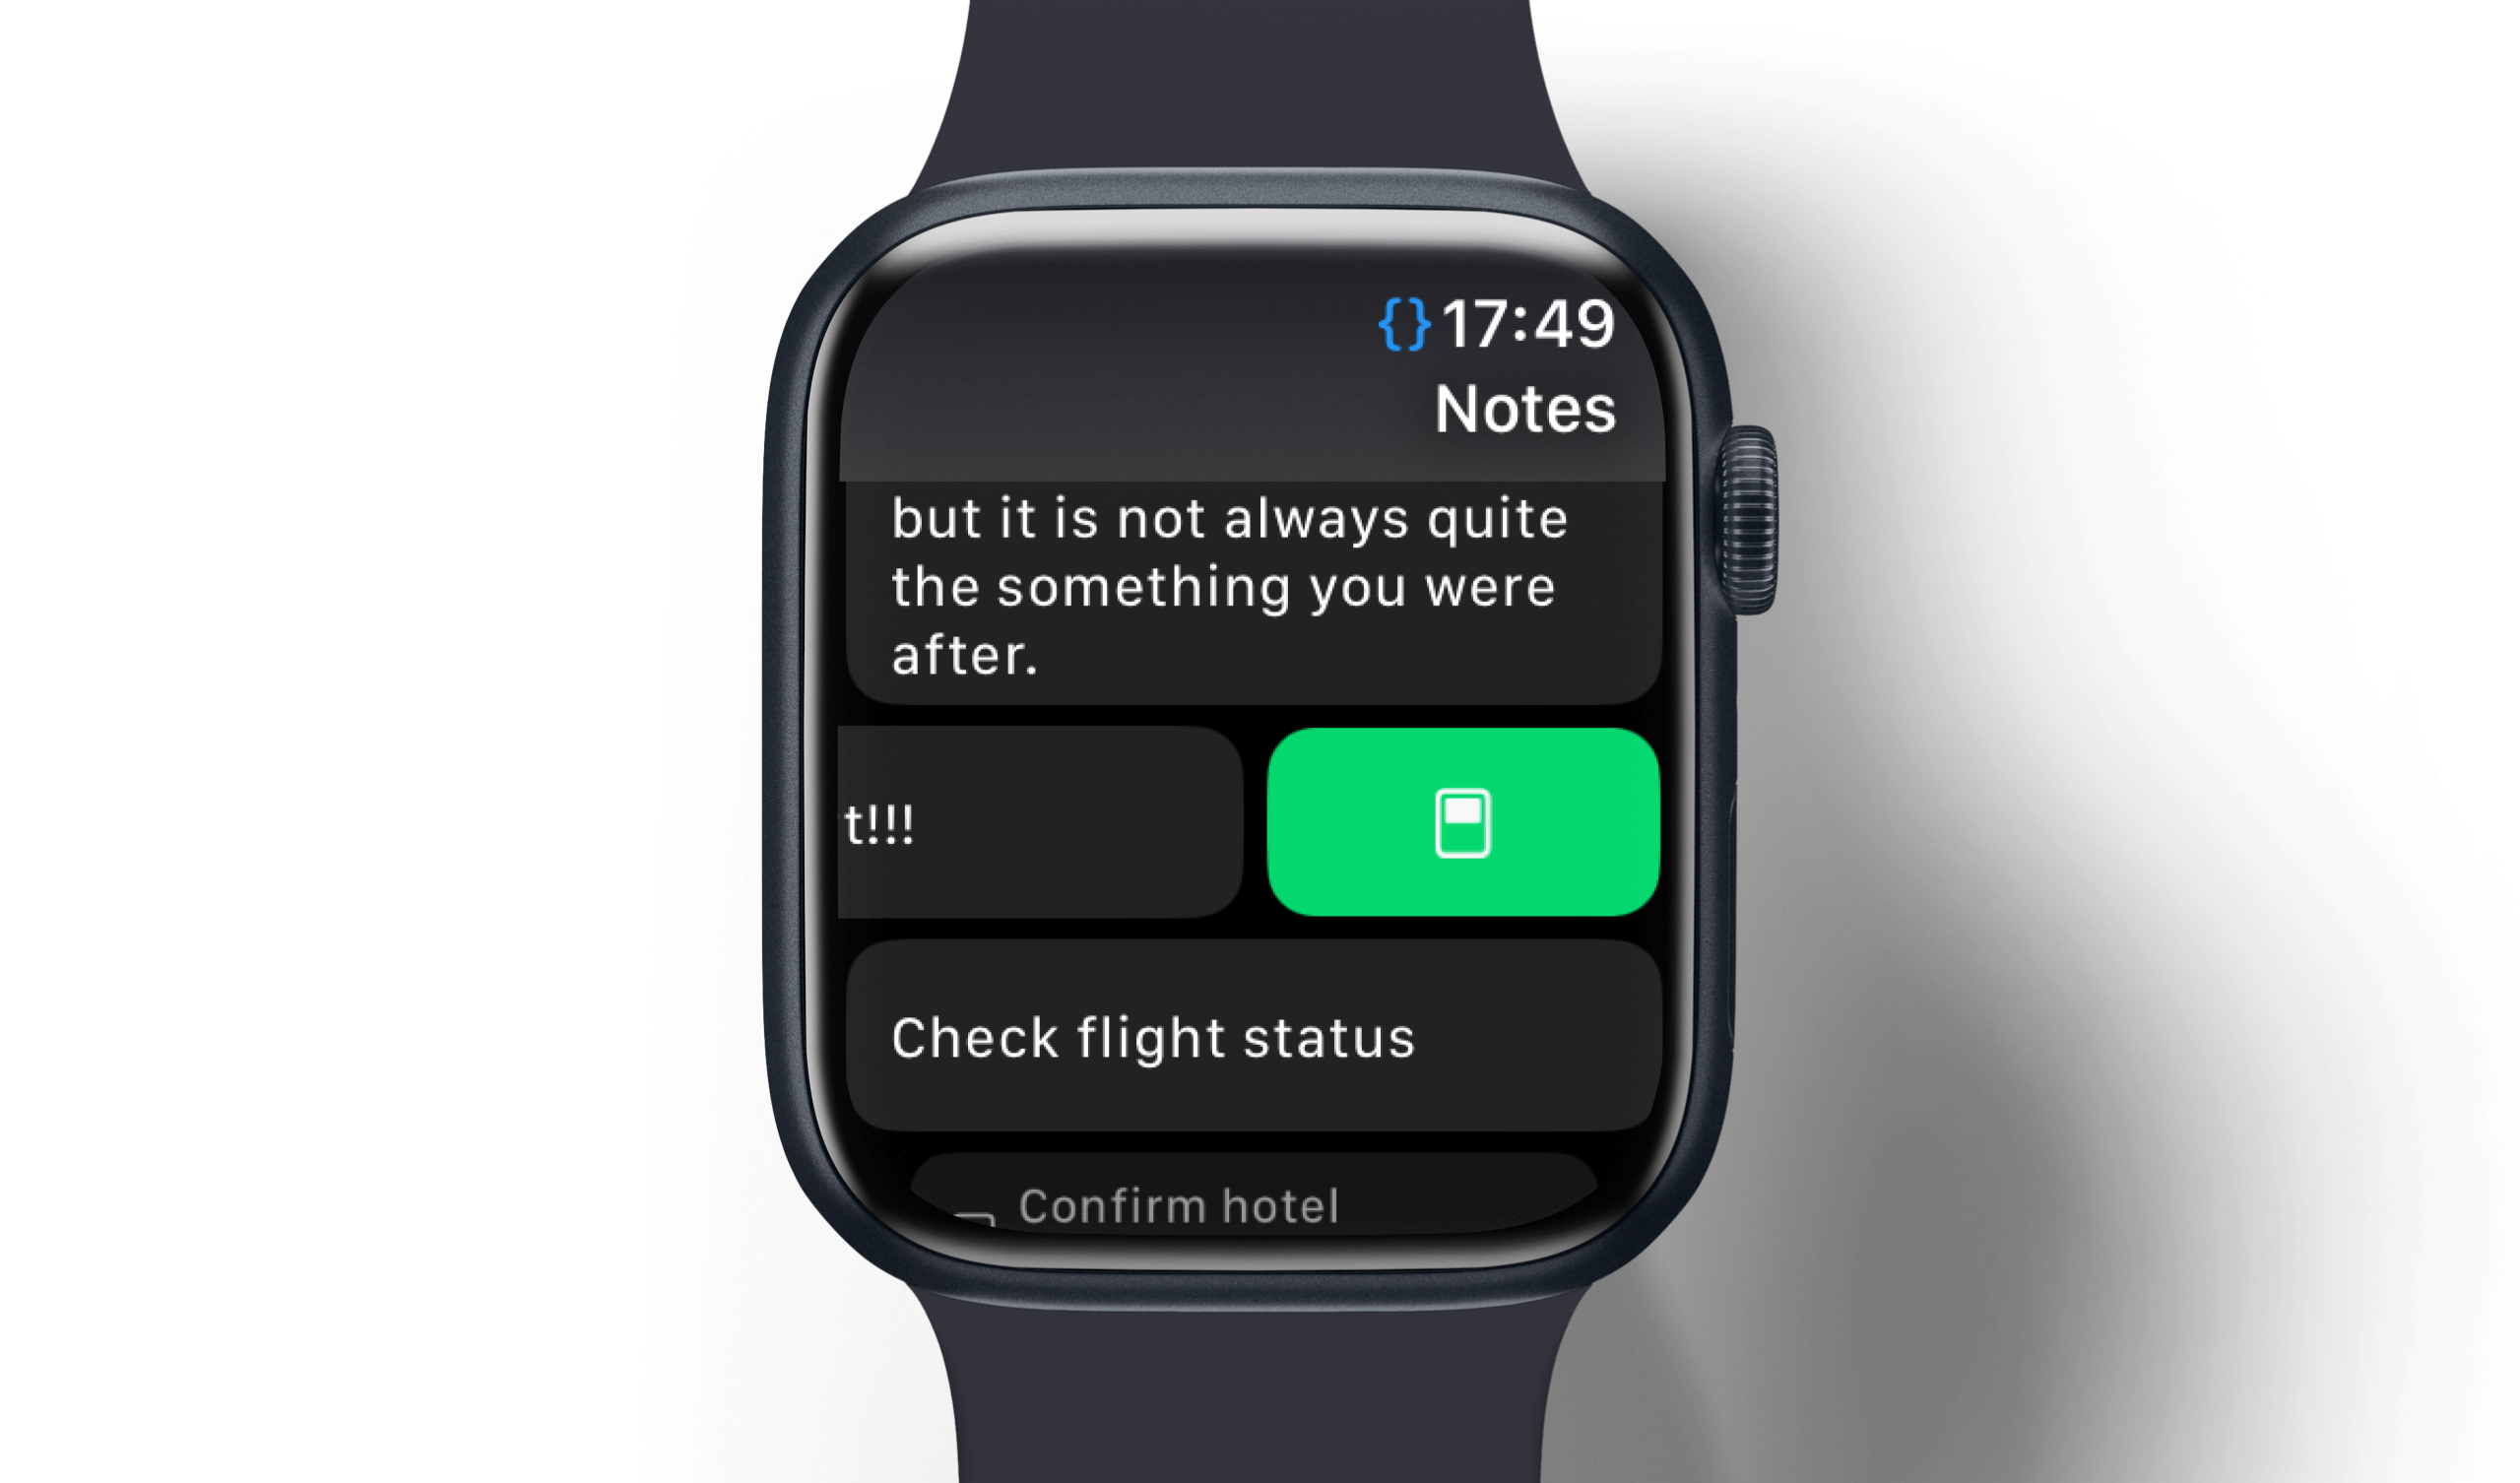 {}17:49
Notes
but it is not always quite
the something you were
after.
t!!!
Check flight status
Confirm hotel